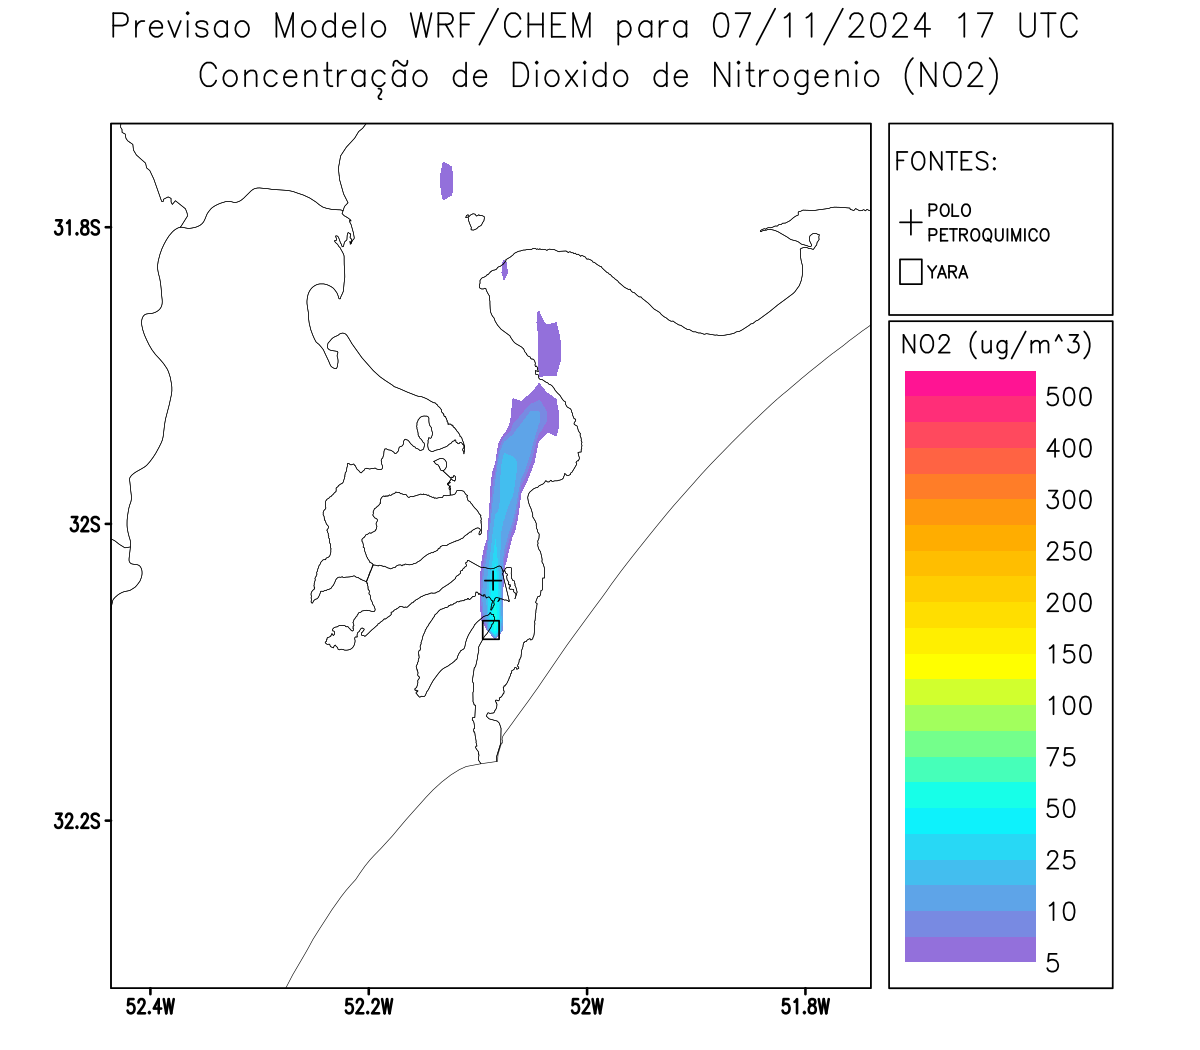 Previsao Modelo WRF/CHEM para 07/11/2024 17 UTC
Concentração de Dioxido de Nitrogenio (NO2)
FONTES:
POLO
PETROQUIMICO
YARA
NO2 (ug/m^3)
500
400
300
250
200
150
100
75
50
25
10
5
31.8S
32S
32.2S
52.4W
52.2W
52W
51.8W